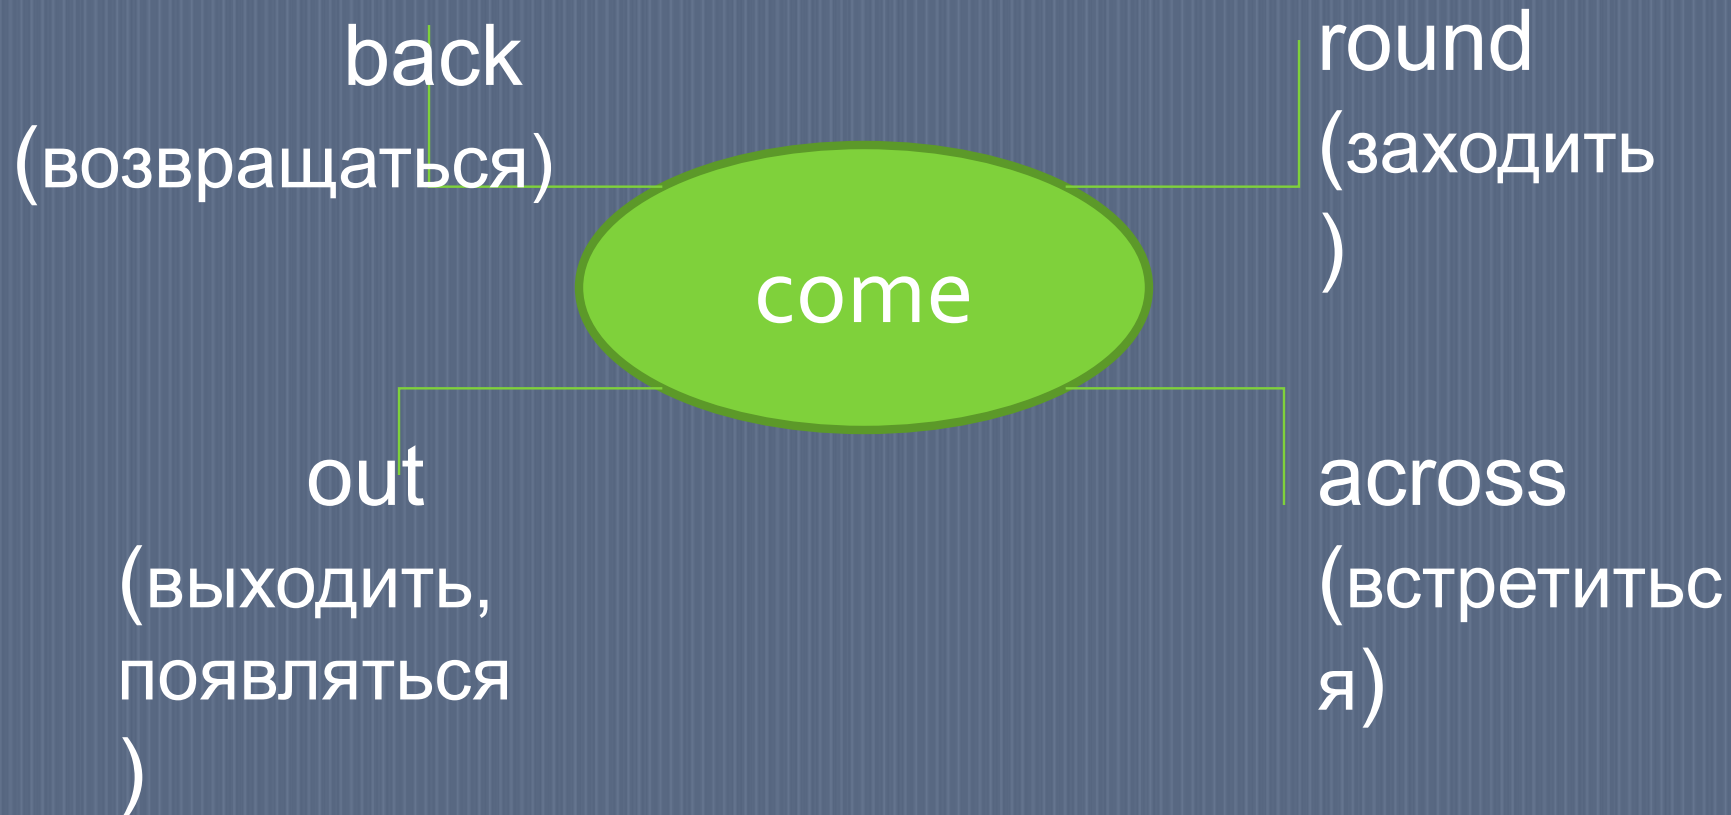 back
(возвращаться)
round
(заходить
)
come
out
(выходить,
появляться
)
across
(встретитьс
я)